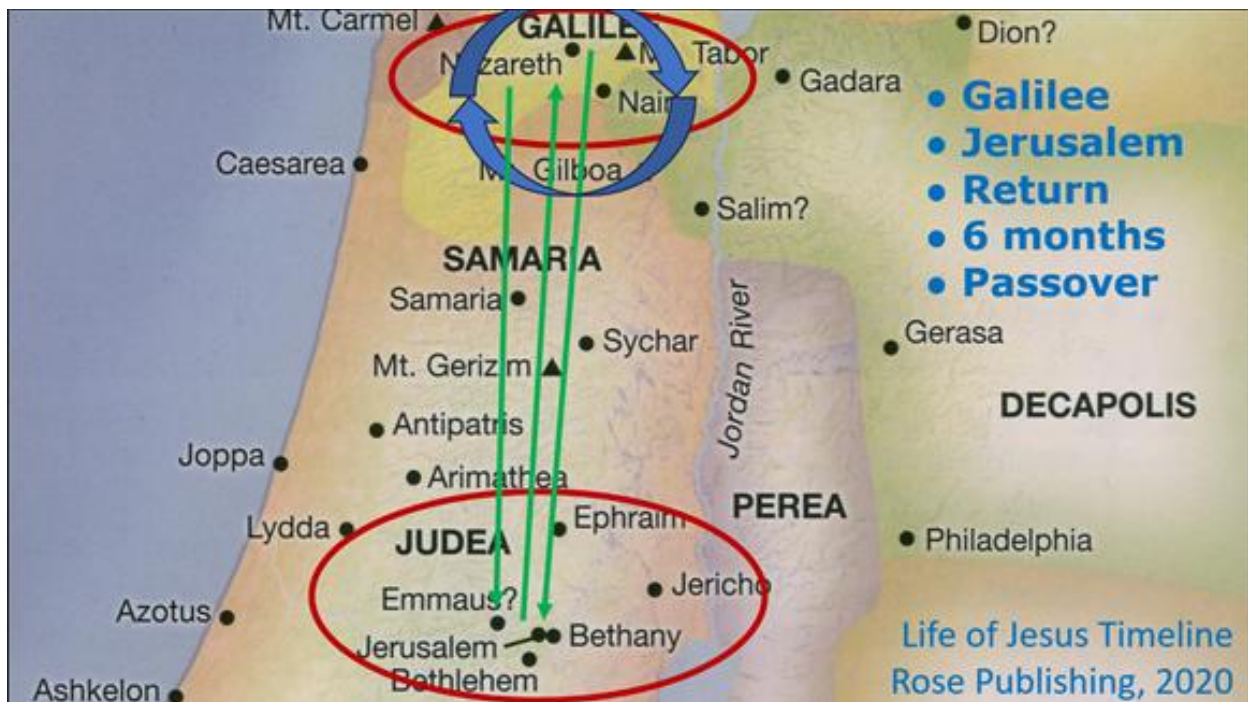 Mt. Carmel
GALILEE
Dion?
Nazareth
Mt. Tabor
Gadara
Nain
• Galilee
• Jerusalem
• Return
• 6 months
• Passover
Caesarea
Mt. Gilboa
Salim?
SAMARIA
Samaria
Sychar
Mt. Gerizim
Jordan River
Gerasa
DECAPOLIS
Antipatris
Joppa
Arimathea
PEREA
Lydda
JUDEA
Ephraim
Philadelphia
Jericho
Emmaus?
Azotus
Jerusalem
Bethany
Bethlehem
Ashkelon
Life of Jesus Timeline
Rose Publishing, 2020